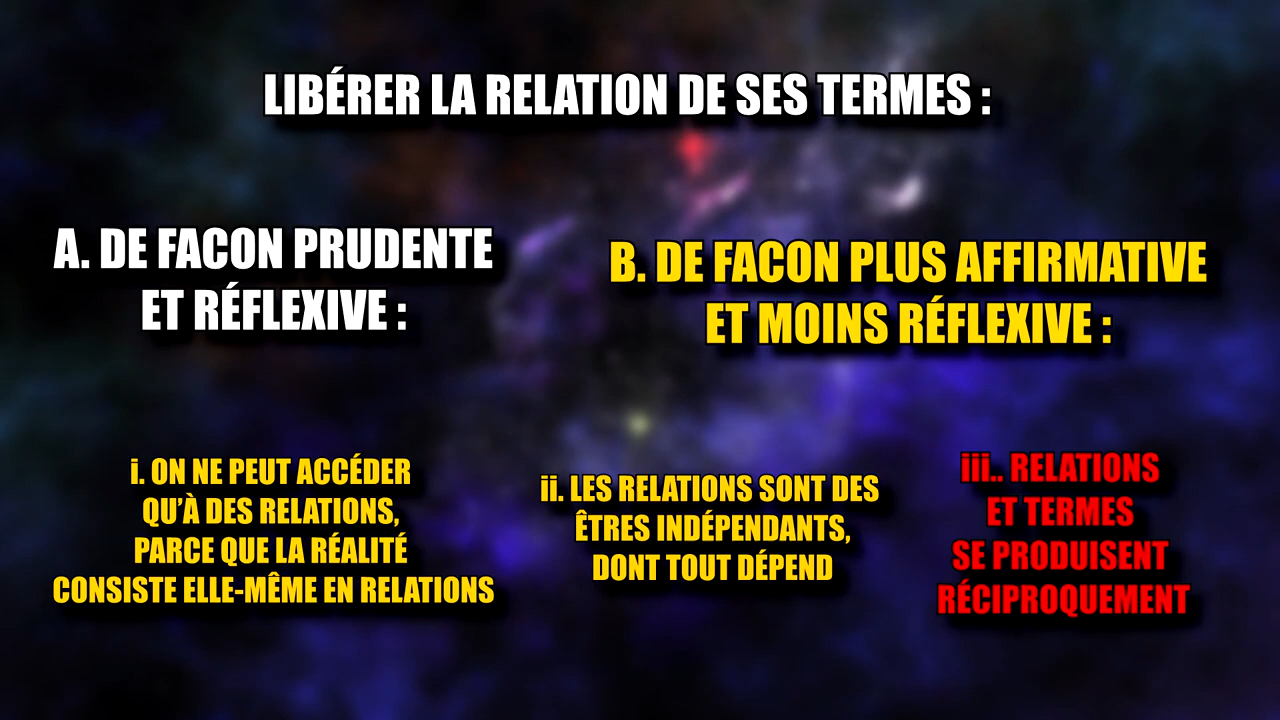 LIBÉRER LA RELATION DE SES TERMES :
A. DE FACON PRUDENTE
ET RÉFLEXIVE :
B. DE FACON PLUS AFFIRMATIVE
ET MOINS RÉFLEXIVE :
i. ON NE PEUT ACCÉDER
QU'À DES RELATIONS,
PARCE QUE LA RÉALITÉ
CONSISTE ELLE-MÊME EN RELATIONS
ii. LES RELATIONS SONT DES
ÊTRES INDÉPENDANTS,
DONT TOUT DÉPEND
iii.. RELATIONS
ET TERMES
SE PRODUISENT
RÉCIPROQUEMENT